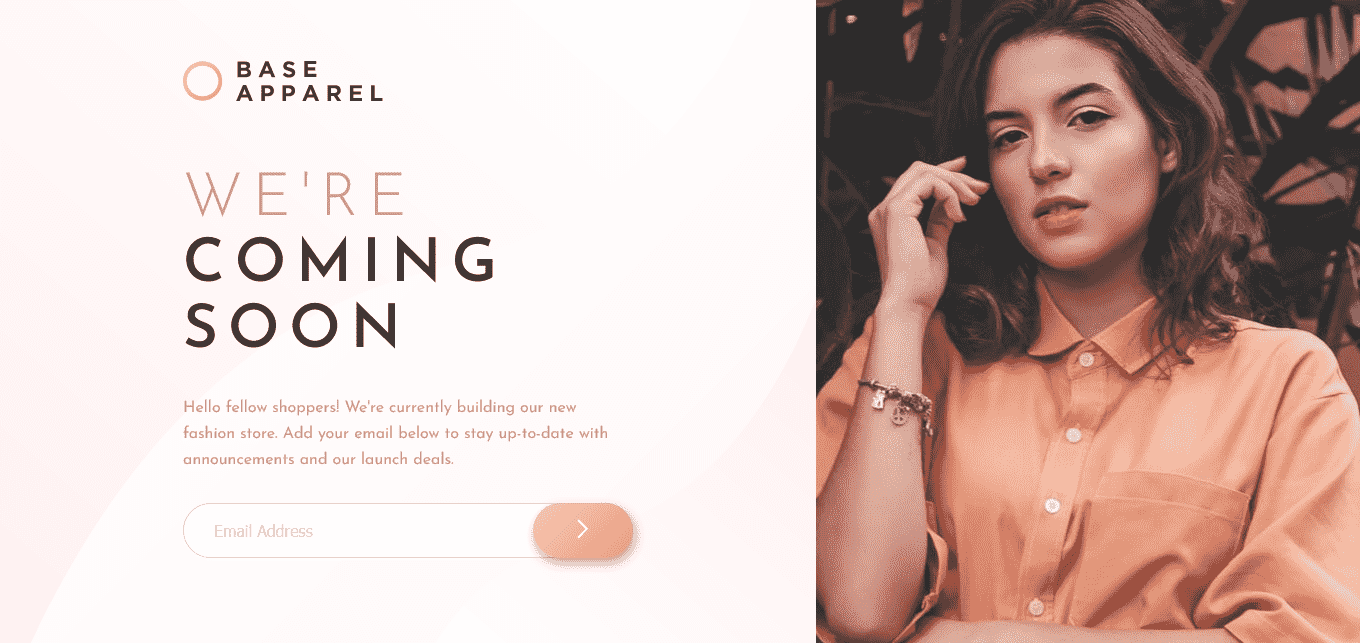 BASE
APPAREL
WE'RE
COMING
SOON
Hello fellow shoppers! We're currently building our new
fashion store. Add your email below to stay up-to-date with
announcements and our launch deals.
Email Address